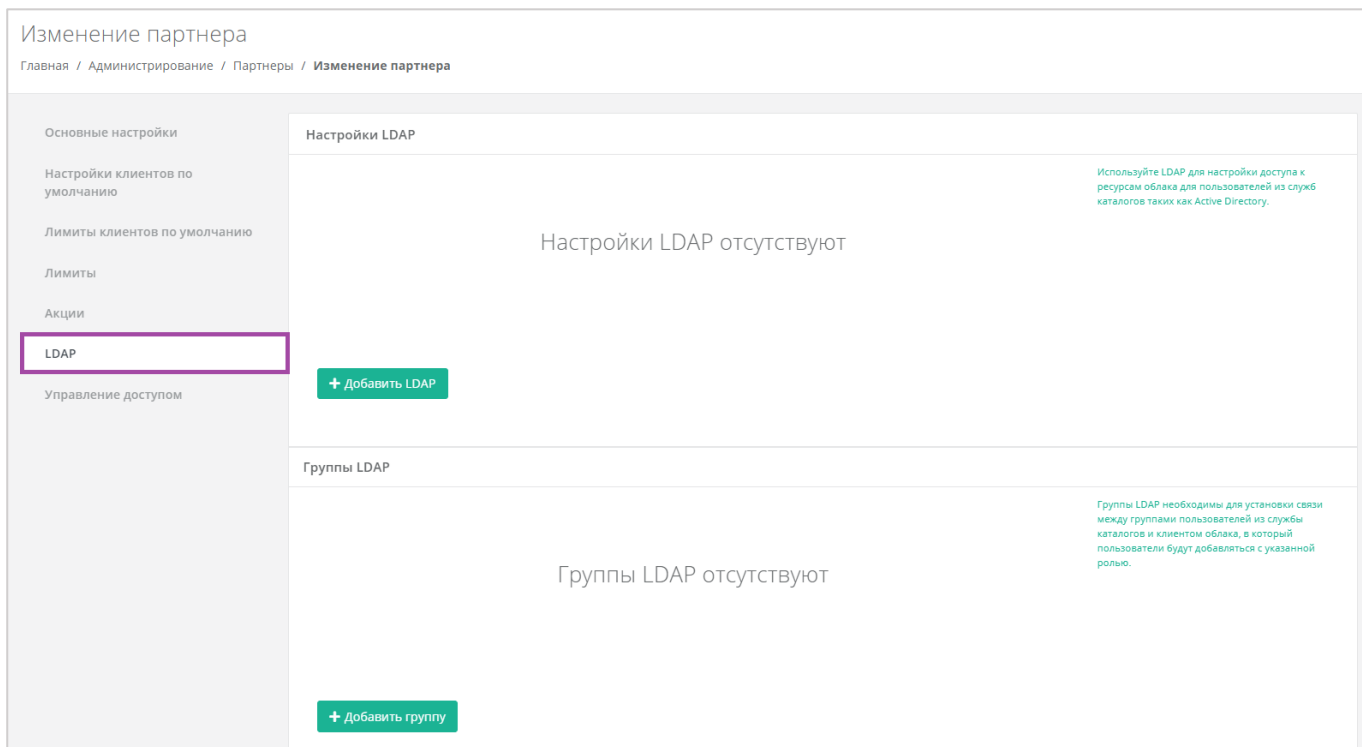 Изменение партнера
Главная / Администрирование / Партнеры / Изменение партнера
Основные настройки
Настройки клиентов по
умолчанию
Лимиты клиентов по умолчанию
Лимиты
Акции
LDAP
Управление доступом
Настройки LDAP
Используйте LDAP для настройки доступа к
ресурсам облака для пользователей из служб
каталогов таких как Active Directory.
Настройки LDAP отсутствуют
+ Добавить LDAP
Группы LDAP
Группы LDAP необходимы для установки связи
между группами пользователей из службы
каталогов и клиентом облака, в который
пользователи будут добавляться с указанной
ролью.
Группы LDAP отсутствуют
+ Добавить группу